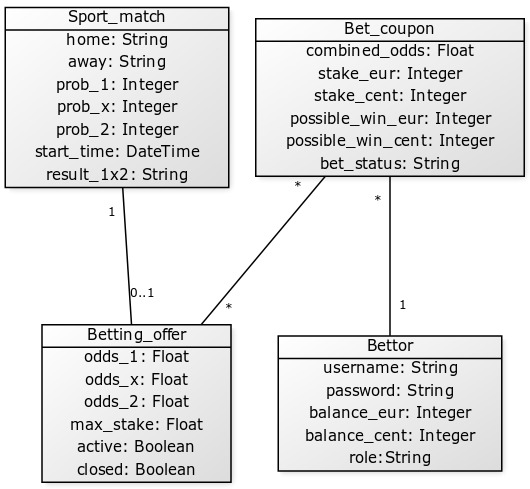 Sport_match
home: String
away: String
prob_1: Integer
prob_x: Integer
prob_2: Integer
start_time: DateTime
result_1x2: String
Bet_coupon
combined_odds: Float
stake_eur: Integer
stake_cent: Integer
possible_win_eur: Integer
possible_win_cent: Integer
bet_status: String
*
*
1
0..1
*
1
Betting_offer
odds_1: Float
odds_x: Float
odds_2: Float
max_stake: Float
active: Boolean
closed: Boolean
Bettor
username: String
password: String
balance_eur: Integer
balance_cent: Integer
role:String